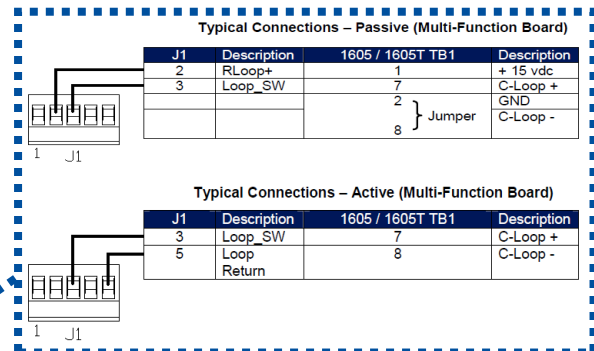 Typical Connections – Passive (Multi-Function Board)
J1 Description 1605 / 1605T TB1 Description
2 RLoop+ 1 + 15 vdc
3 Loop_SW 7 C-Loop +
2 GND
Jumper C-Loop -
8
1 J1
Typical Connections – Active (Multi-Function Board)
J1 Description 1605 / 1605T TB1 Description
3 Loop_SW 7 C-Loop +
5 Loop 8 C-Loop -
Return
1 J1